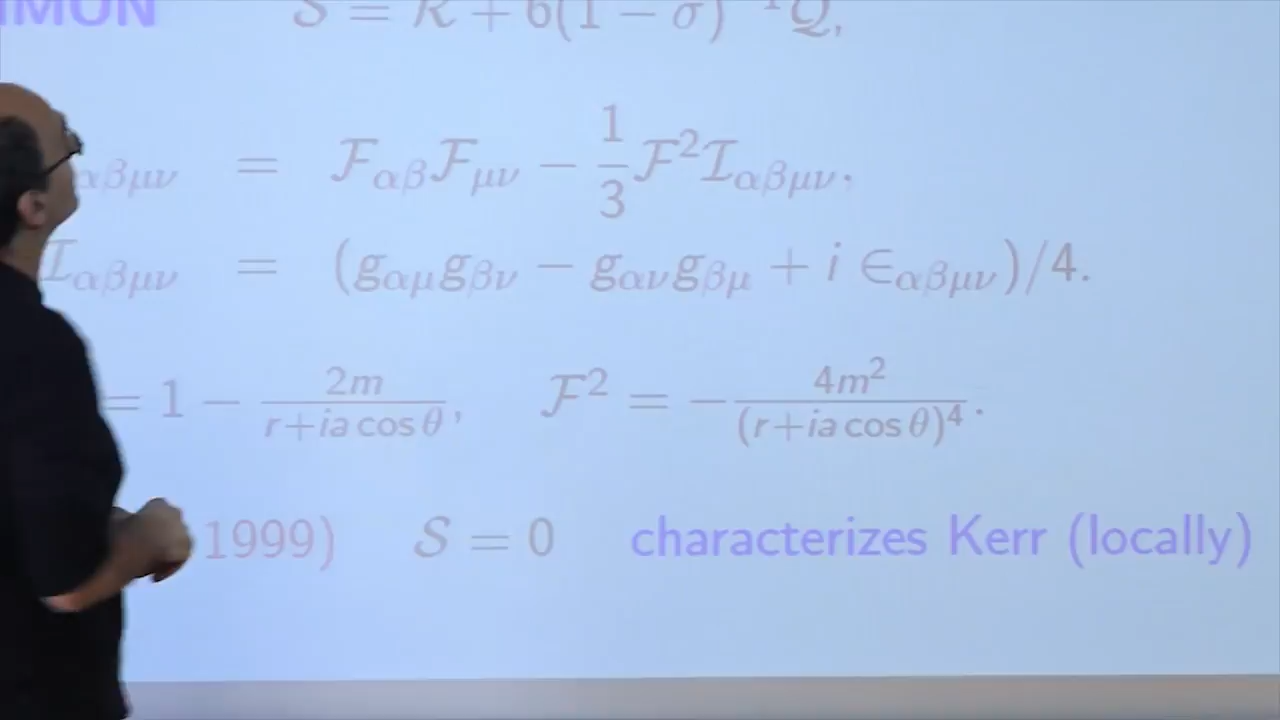 𝒮 = ℛ + 6(1 − σ)⁻¹𝒬,
αβμν = ℱαβℱμν − 1/3 ℱ²ℐαβμν.
ℐαβμν = (gαμgβν − gανgβμ + i ∈αβμν)/4.
= 1 − 2m/(r+ia cos θ), ℱ² = − 4m²/(r+ia cos θ)⁴.
1999) 𝒮 = 0 characterizes Kerr (locally)